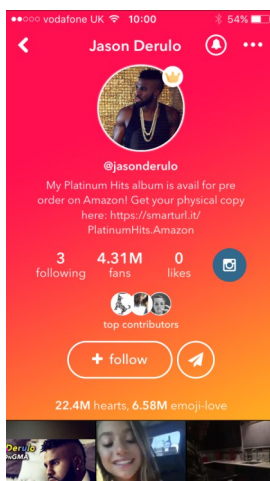 vodafone UK 10:00 54%
Jason Derulo
@jasonderulo
My Platinum Hits album is avail for pre
order on Amazon! Get your physical copy
here: https://smarturl.it/
PlatinumHits.Amazon
3 4.31M 0
following fans likes
top contributors
+ follow
22.4M hearts, 6.58M emoji-love
Derulo
GMA